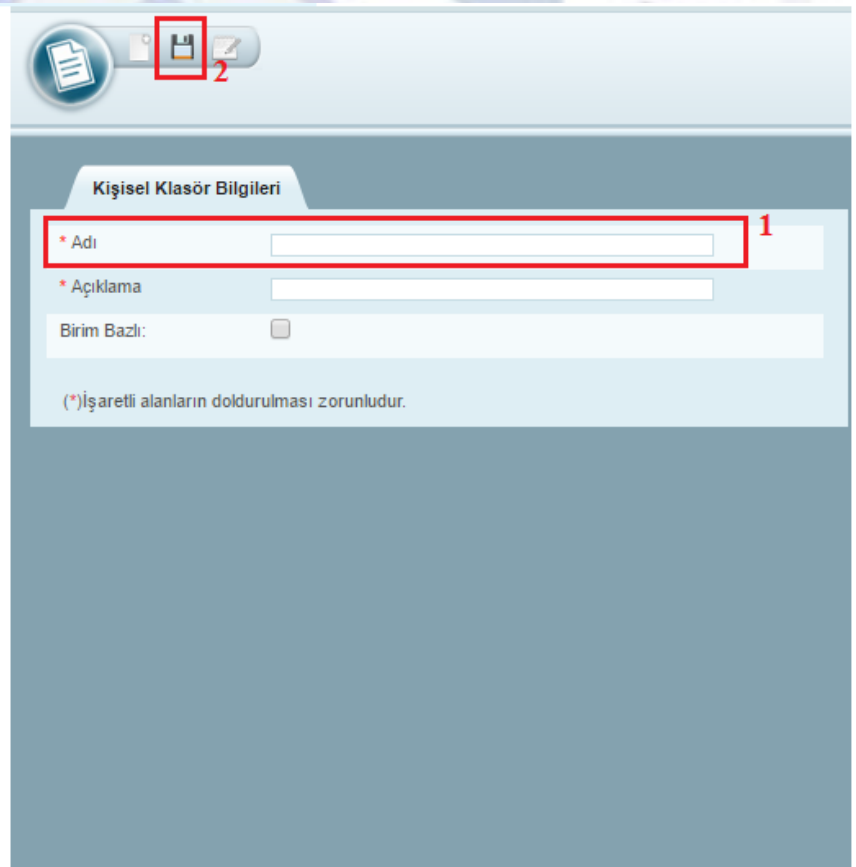 2
Kişisel Klasör Bilgileri
1
* Adı
* Açıklama
Birim Bazlı:
(*)İşaretli alanların doldurulması zorunludur.